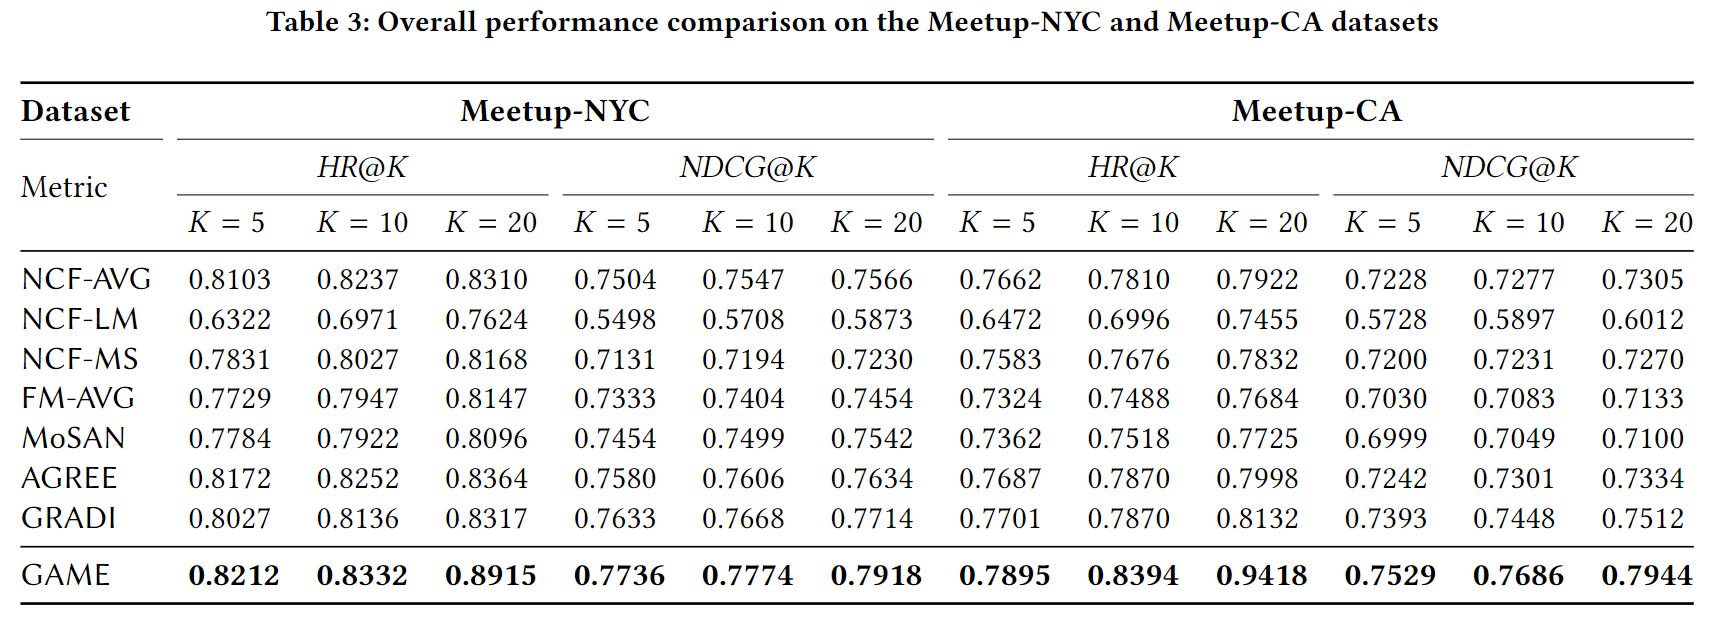 Table 3: Overall performance comparison on the Meetup-NYC and Meetup-CA datasets
Dataset Meetup-NYC Meetup-CA
Metric HR@K NDCG@K HR@K NDCG@K
K = 5 K = 10 K = 20 K = 5 K = 10 K = 20 K = 5 K = 10 K = 20 K = 5 K = 10 K = 20
NCF-AVG 0.8103 0.8237 0.8310 0.7504 0.7547 0.7566 0.7662 0.7810 0.7922 0.7228 0.7277 0.7305
NCF-LM 0.6322 0.6971 0.7624 0.5498 0.5708 0.5873 0.6472 0.6996 0.7455 0.5728 0.5897 0.6012
NCF-MS 0.7831 0.8027 0.8168 0.7131 0.7194 0.7230 0.7583 0.7676 0.7832 0.7200 0.7231 0.7270
FM-AVG 0.7729 0.7947 0.8147 0.7333 0.7404 0.7454 0.7324 0.7488 0.7684 0.7030 0.7083 0.7133
MoSAN 0.7784 0.7922 0.8096 0.7454 0.7499 0.7542 0.7362 0.7518 0.7725 0.6999 0.7049 0.7100
AGREE 0.8172 0.8252 0.8364 0.7580 0.7606 0.7634 0.7687 0.7870 0.7998 0.7242 0.7301 0.7334
GRADI 0.8027 0.8136 0.8317 0.7633 0.7668 0.7714 0.7701 0.7870 0.8132 0.7393 0.7448 0.7512
GAME 0.8212 0.8332 0.8915 0.7736 0.7774 0.7918 0.7895 0.8394 0.9418 0.7529 0.7686 0.7944